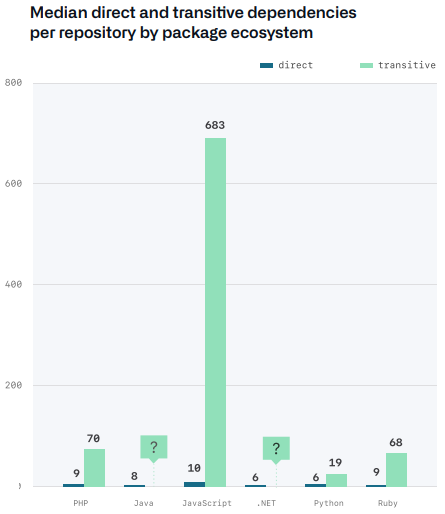 Median direct and transitive dependencies
per repository by package ecosystem
direct transitive
800
683
600
400
200
9 70 ? 8 10 ? 6 6 19 9 68
PHP Java JavaScript .NET Python Ruby